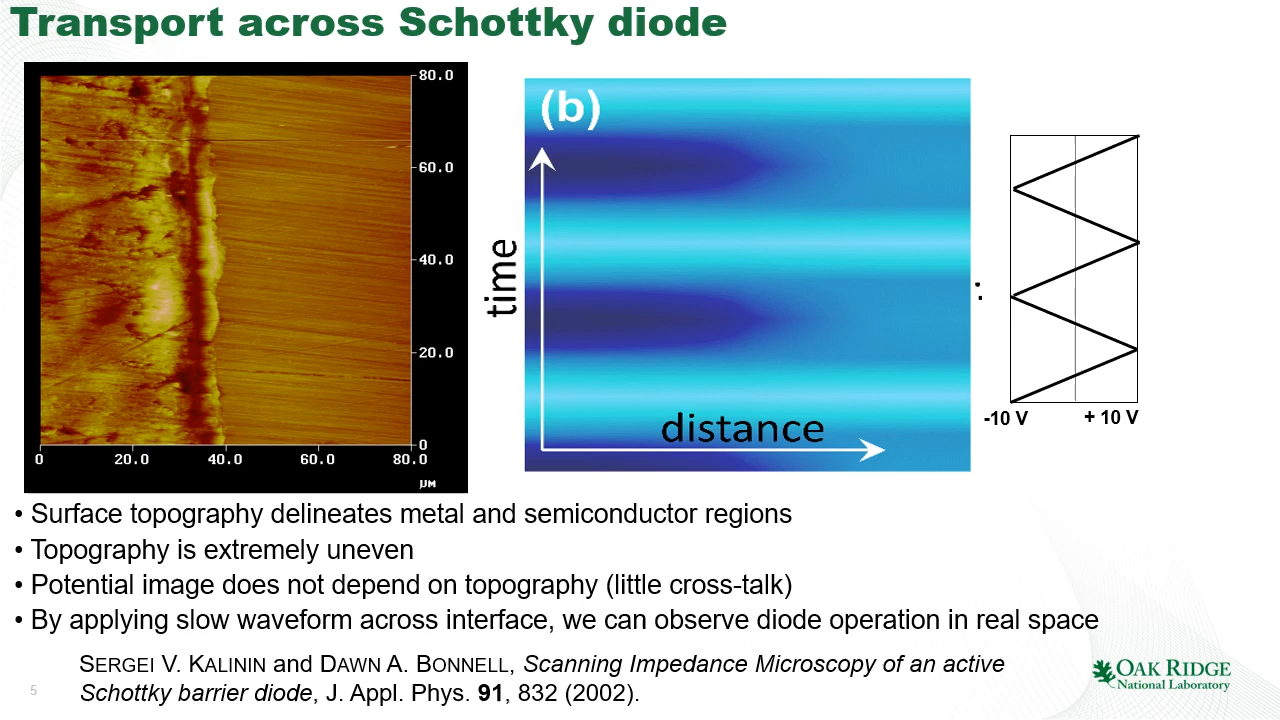 Transport across Schottky diode
80.0
60.0
40.0
20.0
0
0 20.0 40.0 60.0 80.0
µM
(b)
time
distance
-10 V + 10 V
• Surface topography delineates metal and semiconductor regions
• Topography is extremely uneven
• Potential image does not depend on topography (little cross-talk)
• By applying slow waveform across interface, we can observe diode operation in real space
SERGEI V. KALININ and DAWN A. BONNELL, Scanning Impedance Microscopy of an active
Schottky barrier diode, J. Appl. Phys. 91, 832 (2002).
5
OAK RIDGE
National Laboratory